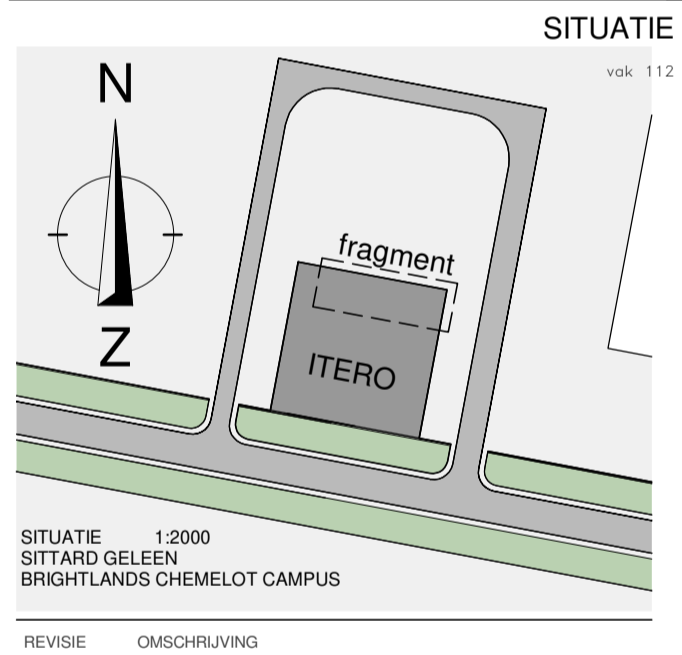 SITUATIE
vak 112
N
fragment
ITERO
Z
SITUATIE 1:2000
SITTARD GELEEN
BRIGHTLANDS CHEMELOT CAMPUS
REVISIE OMSCHRIJVING